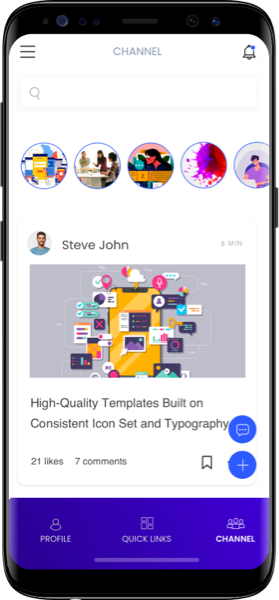 CHANNEL
Steve John
8 MIN
High-Quality Templates Built on
Consistent Icon Set and Typography
21 likes 7 comments
PROFILE QUICK LINKS CHANNEL